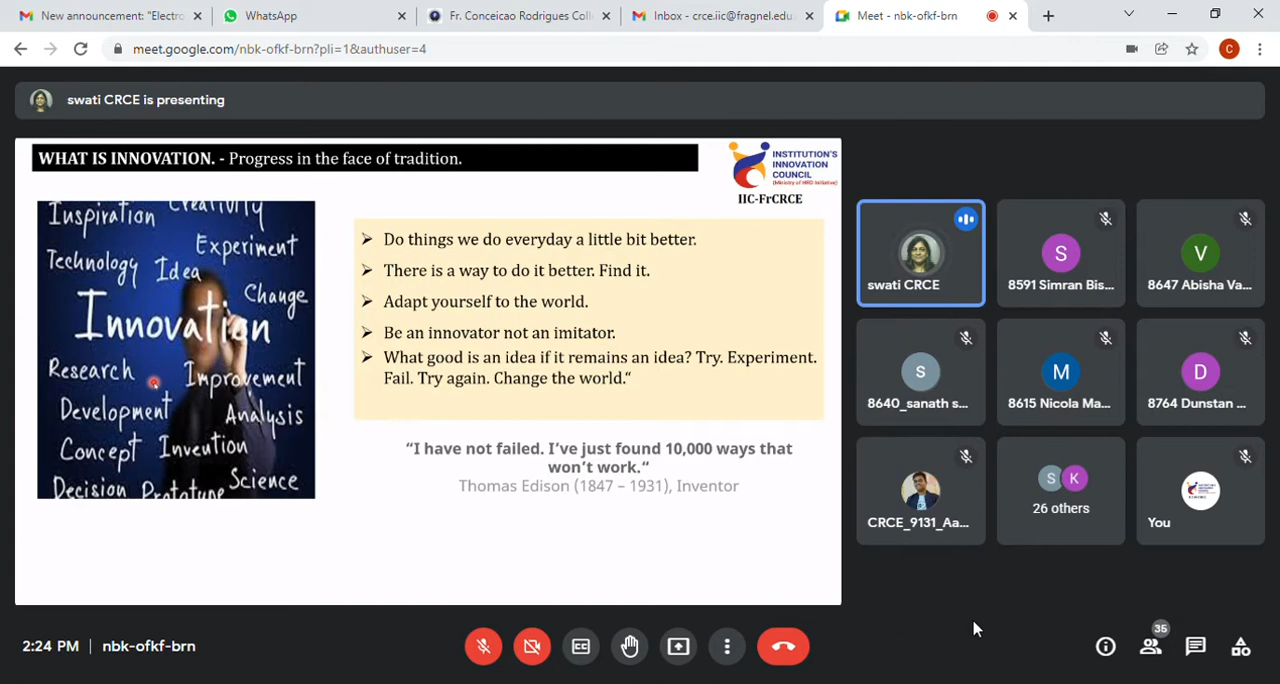 New announcement: "Electro
WhatsApp
Fr. Conceicao Rodrigues Coll
Inbox - crce.iic@fragnel.edu.
Meet - nbk-ofkf-brn
meet.google.com/nbk-ofkf-brn?pli=1&authuser=4
C
swati CRCE is presenting
WHAT IS INNOVATION. - Progress in the face of tradition.
INSTITUTION'S
INNOVATION
COUNCIL
(Ministry of HRD Initiative)
IIC-FrCRCE
Inspiration Creativity
Experiment
Technology Idea
Change
Innovation
Research
Improvement
Development
Analysis
Concept Invention
Decision Prototype Science
➢ Do things we do everyday a little bit better.
➢ There is a way to do it better. Find it.
➢ Adapt yourself to the world.
➢ Be an innovator not an imitator.
➢ What good is an idea if it remains an idea? Try. Experiment.
Fail. Try again. Change the world.“
“I have not failed. I’ve just found 10,000 ways that
won’t work.“
Thomas Edison (1847 – 1931), Inventor
swati CRCE
S
8591 Simran Bis...
V
8647 Abisha Va...
S
8640_sanath s...
M
8615 Nicola Ma...
D
8764 Dunstan ...
CRCE_9131_Aa...
S K
26 others
You
2:24 PM | nbk-ofkf-brn
CC
35